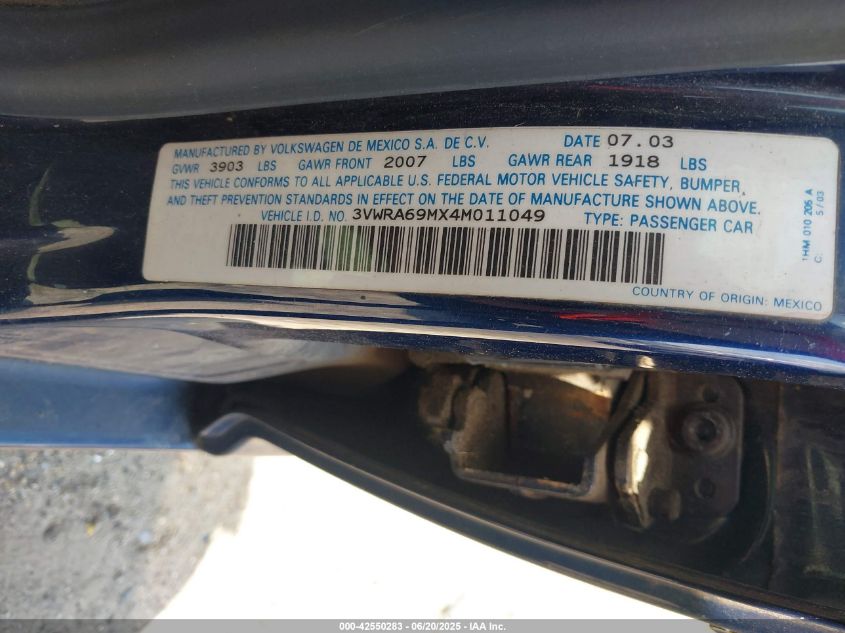 MANUFACTURED BY VOLKSWAGEN DE MEXICO S.A. DE C.V. DATE 07.03
GVWR 3903 LBS GAWR FRONT 2007 LBS GAWR REAR 1918 LBS
THIS VEHICLE CONFORMS TO ALL APPLICABLE U.S. FEDERAL MOTOR VEHICLE SAFETY, BUMPER,
AND THEFT PREVENTION STANDARDS IN EFFECT ON THE DATE OF MANUFACTURE SHOWN ABOVE.
VEHICLE I.D. NO. 3VWRA69MX4M011049 TYPE: PASSENGER CAR
COUNTRY OF ORIGIN: MEXICO
1HM 010 205 A
C. 5/03
000-42550283 - 06/20/2025 - IAA Inc.